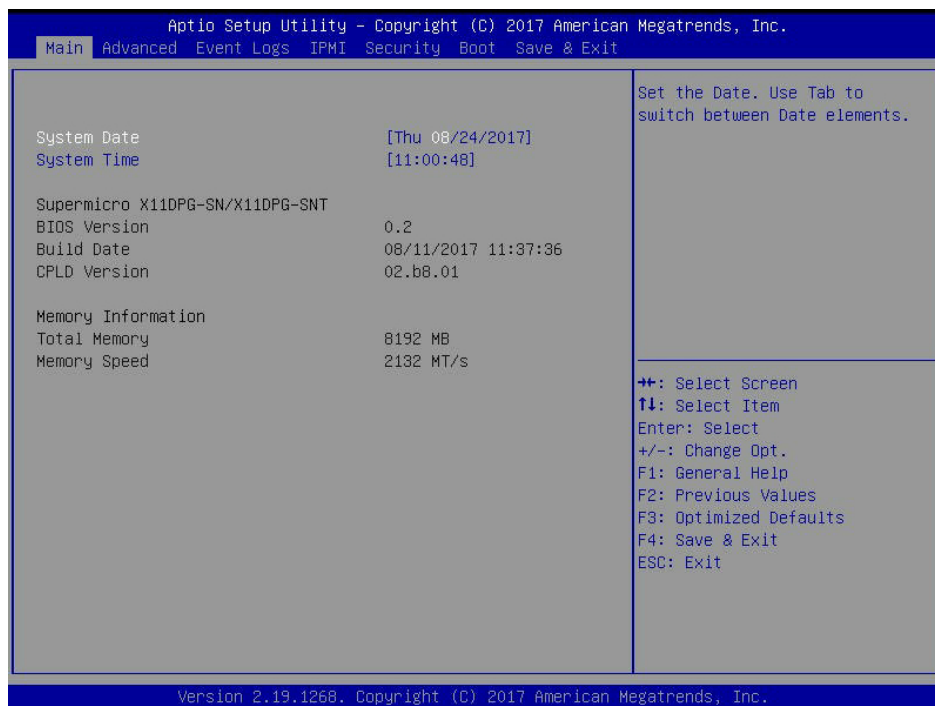 Aptio Setup Utility – Copyright (C) 2017 American Megatrends, Inc.
Main Advanced Event Logs IPMI Security Boot Save & Exit
Set the Date. Use Tab to
switch between Date elements.
System Date [Thu 08/24/2017]
System Time [11:00:48]
Supermicro X11DPG-SN/X11DPG-SNT
BIOS Version 0.2
Build Date 08/11/2017 11:37:36
CPLD Version 02.b8.01
Memory Information
Total Memory 8192 MB
Memory Speed 2132 MT/s
→←: Select Screen
↑↓: Select Item
Enter: Select
+/-: Change Opt.
F1: General Help
F2: Previous Values
F3: Optimized Defaults
F4: Save & Exit
ESC: Exit
Version 2.19.1268. Copyright (C) 2017 American Megatrends, Inc.